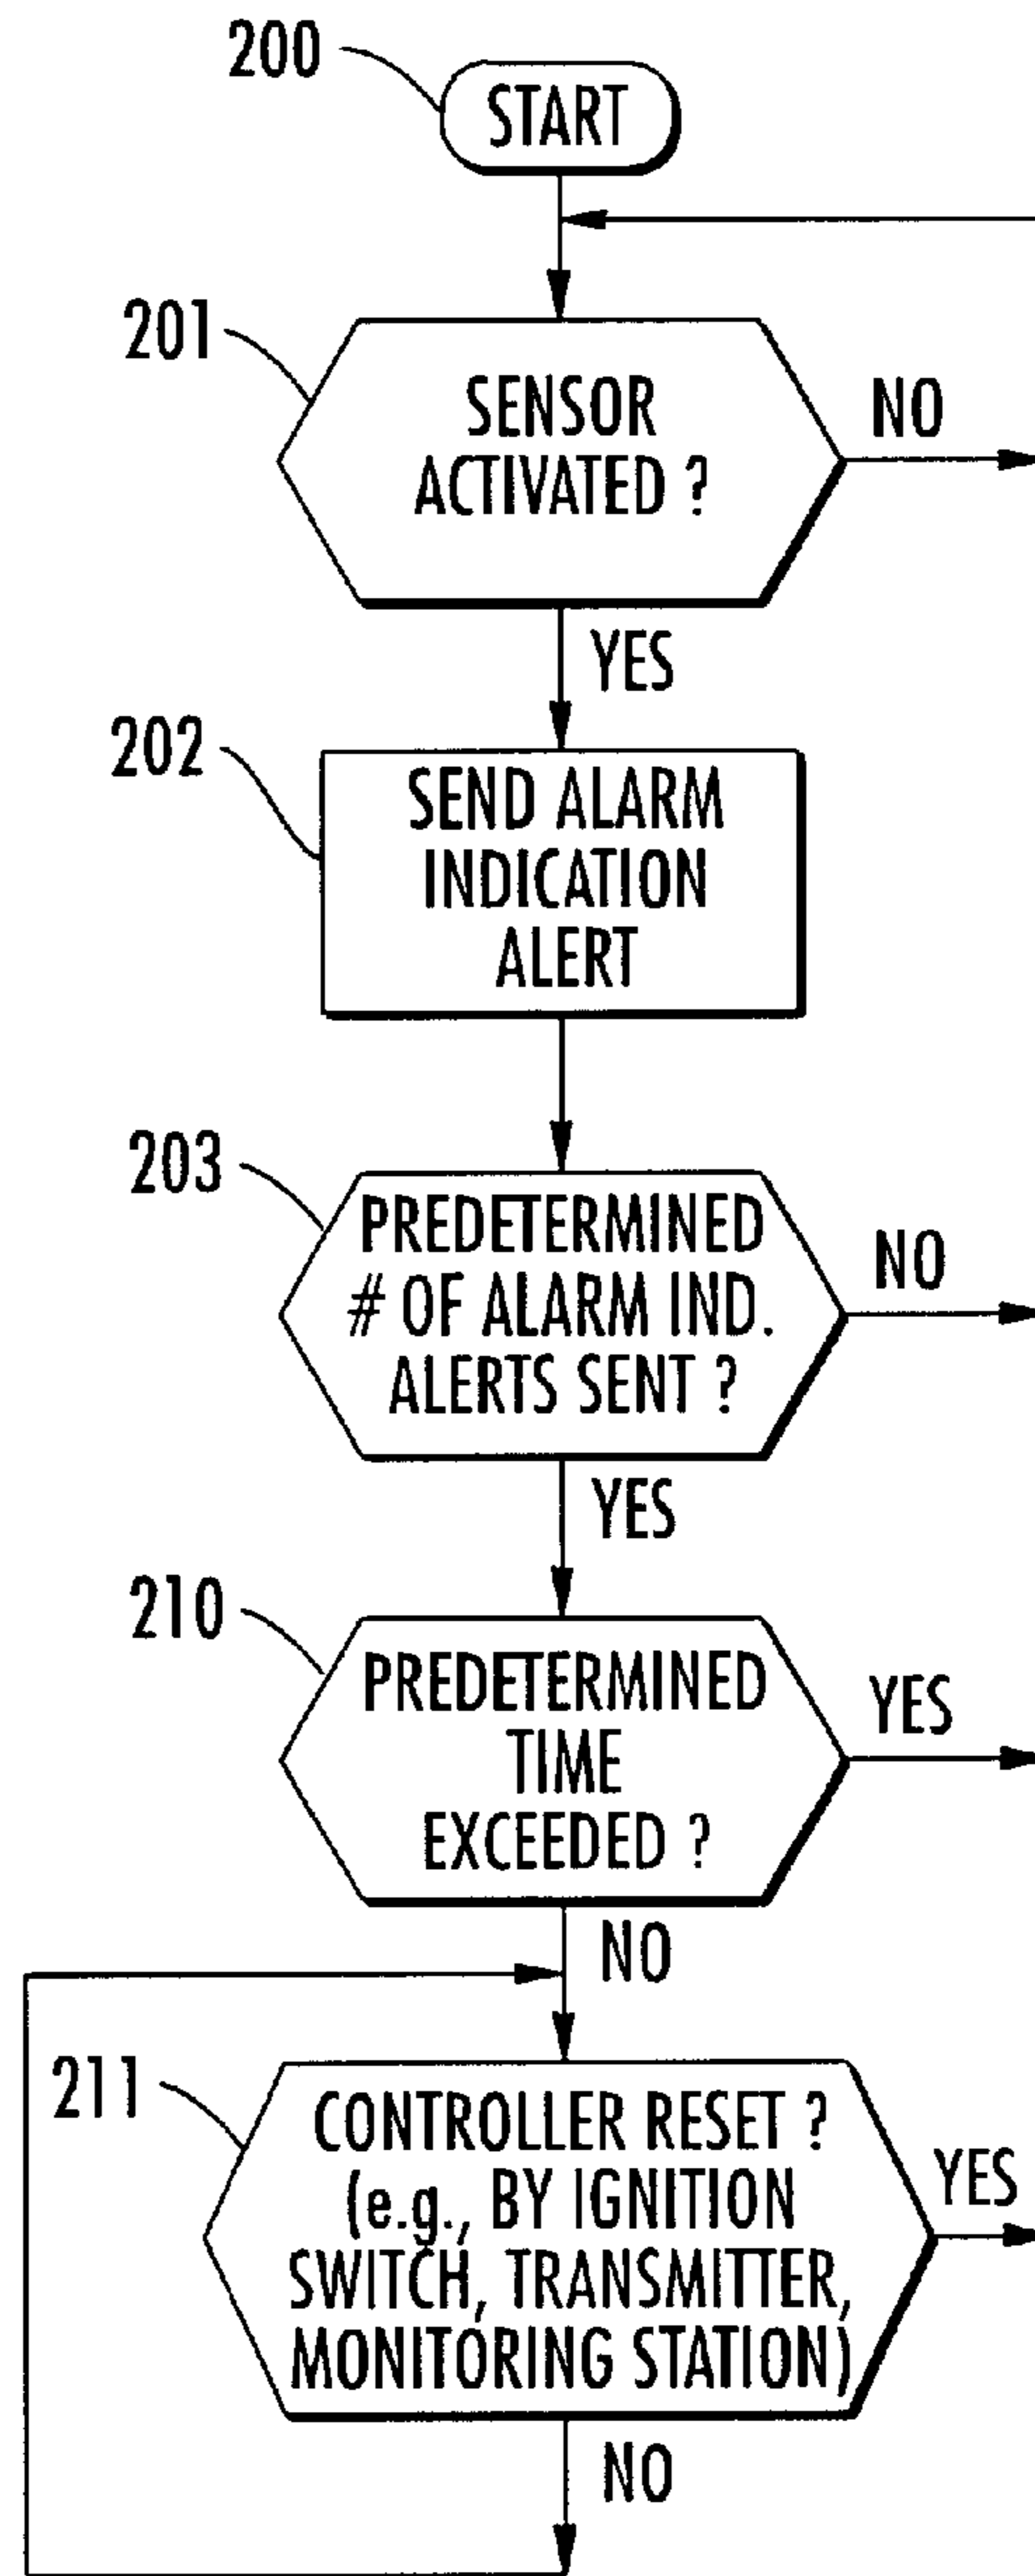 200
START
201
SENSOR
ACTIVATED ?
NO
YES
202
SEND ALARM
INDICATION
ALERT
203
PREDETERMINED
# OF ALARM IND.
ALERTS SENT ?
NO
YES
210
PREDETERMINED
TIME
EXCEEDED ?
YES
NO
211
CONTROLLER RESET ?
(e.g., BY IGNITION
SWITCH, TRANSMITTER,
MONITORING STATION)
YES
NO